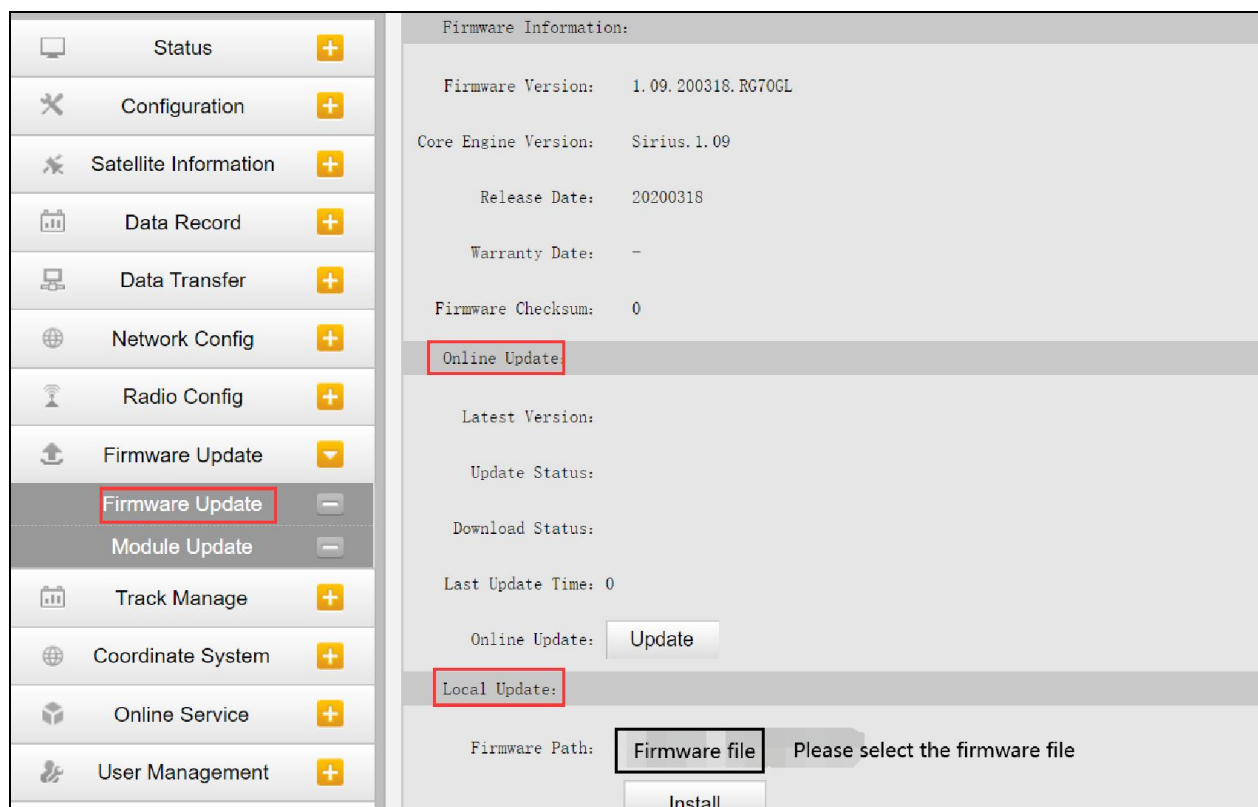 Status
Configuration
Satellite Information
Data Record
Data Transfer
Network Config
Radio Config
Firmware Update
Firmware Update
Module Update
Track Manage
Coordinate System
Online Service
User Management
Firmware Information:
Firmware Version: 1.09.200318.RG70GL
Core Engine Version: Sirius.1.09
Release Date: 20200318
Warranty Date: -
Firmware Checksum: 0
Online Update:
Latest Version:
Update Status:
Download Status:
Last Update Time: 0
Online Update: Update
Local Update:
Firmware Path: Firmware file Please select the firmware file
Install